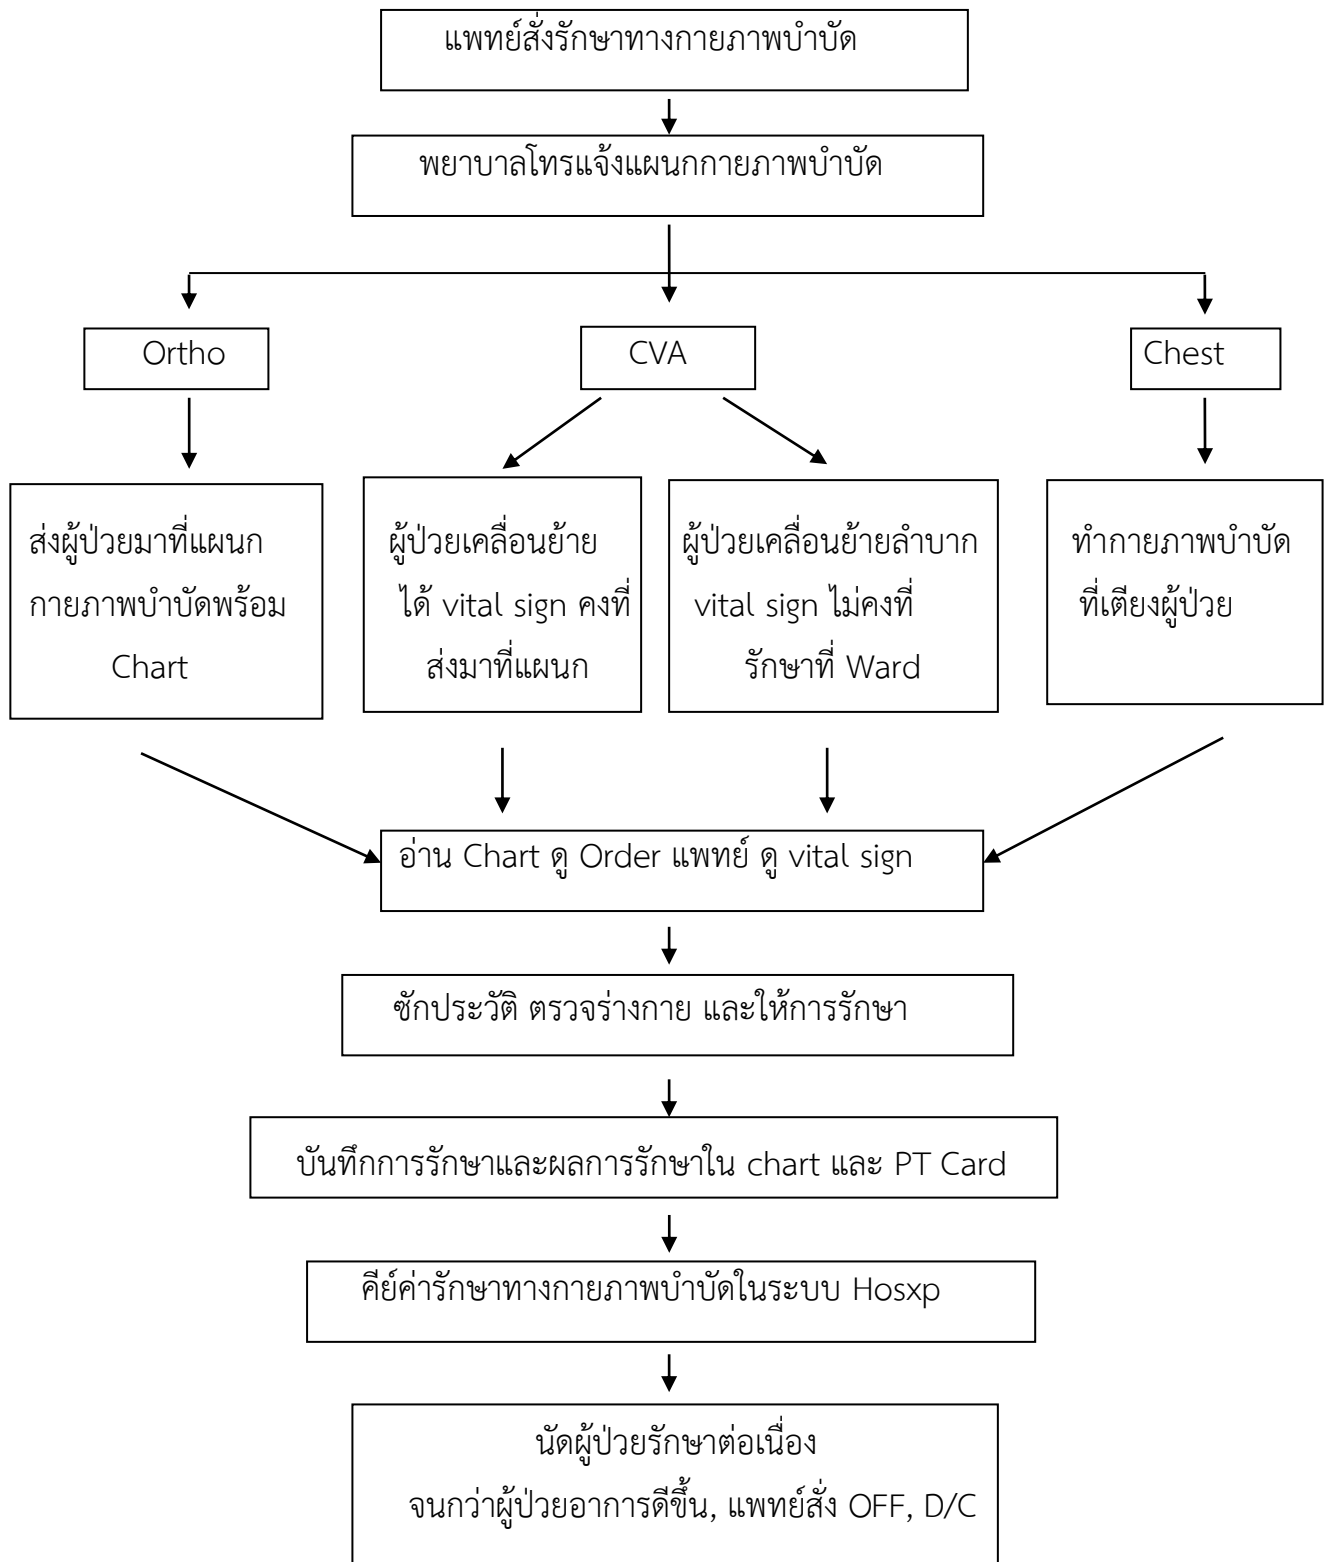 แพทย์สั่งรักษาทางกายภาพบำบัด
พยาบาลโทรแจ้งแผนกกายภาพบำบัด
Ortho
CVA
Chest
ส่งผู้ป่วยมาที่แผนก
กายภาพบำบัดพร้อม
Chart
ผู้ป่วยเคลื่อนย้าย
ได้ vital sign คงที่
ส่งมาที่แผนก
ผู้ป่วยเคลื่อนย้ายลำบาก
vital sign ไม่คงที่
รักษาที่ Ward
ทำกายภาพบำบัด
ที่เตียงผู้ป่วย
อ่าน Chart ดู Order แพทย์ ดู vital sign
ซักประวัติ ตรวจร่างกาย และให้การรักษา
บันทึกการรักษาและผลการรักษาใน chart และ PT Card
คีย์ค่ารักษาทางกายภาพบำบัดในระบบ Hosxp
นัดผู้ป่วยรักษาต่อเนื่อง
จนกว่าผู้ป่วยอาการดีขึ้น, แพทย์สั่ง OFF, D/C